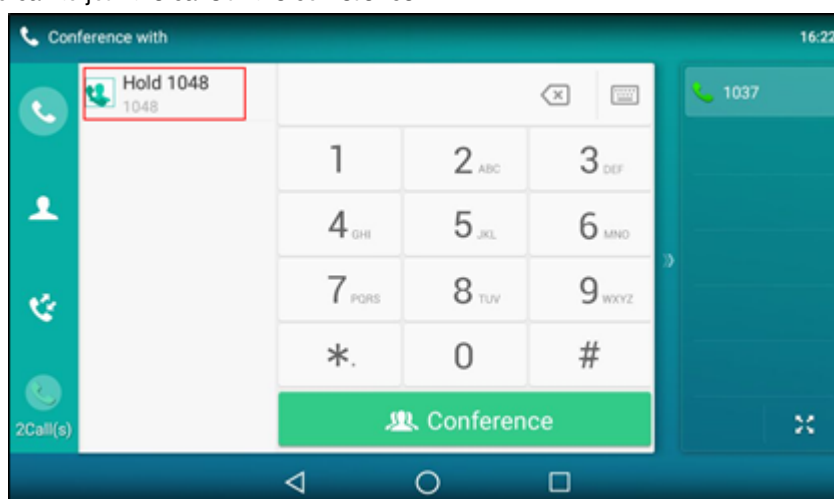 Conference with
16:22
Hold 1048
1048
1037
1
2 ABC
3 DEF
4 GHI
5 JKL
6 MNO
7 PQRS
8 TUV
9 WXYZ
*.
0
#
Conference
2Call(s)